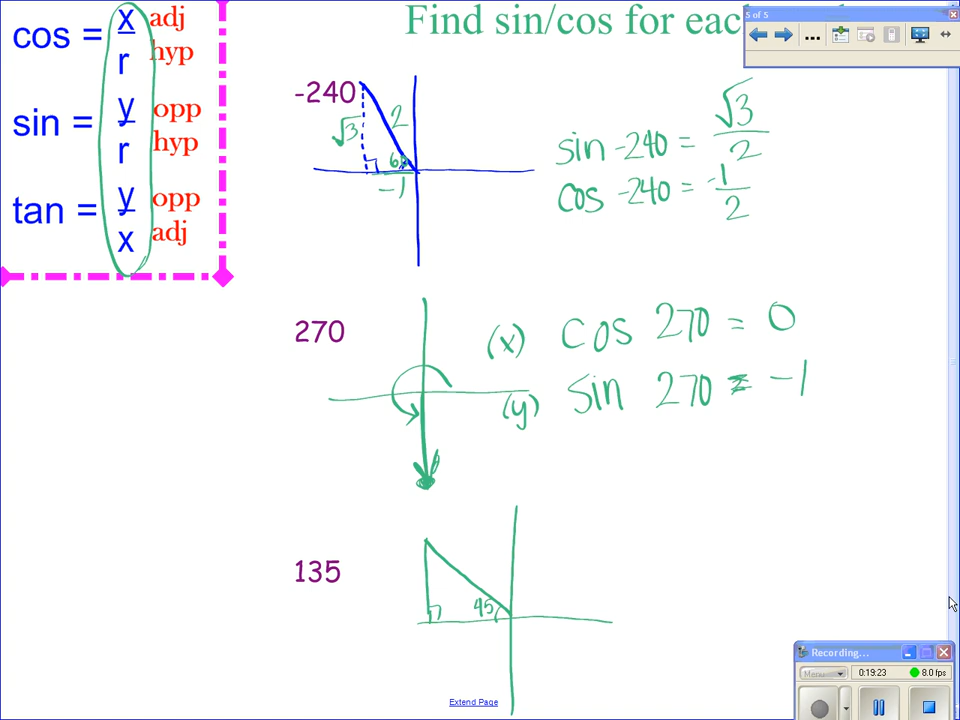 Find sin/cos for each
5 of 5
cos = x adj
r hyp
sin = y opp
r hyp
tan = y opp
x adj
-240
√3
2
60
-1
sin -240 = √3
2
cos -240 = -1
2
270
(x) cos 270 = 0
(y) sin 270 = -1
135
45
Recording...
Menu
0:19:23
8.0 fps
Extend Page